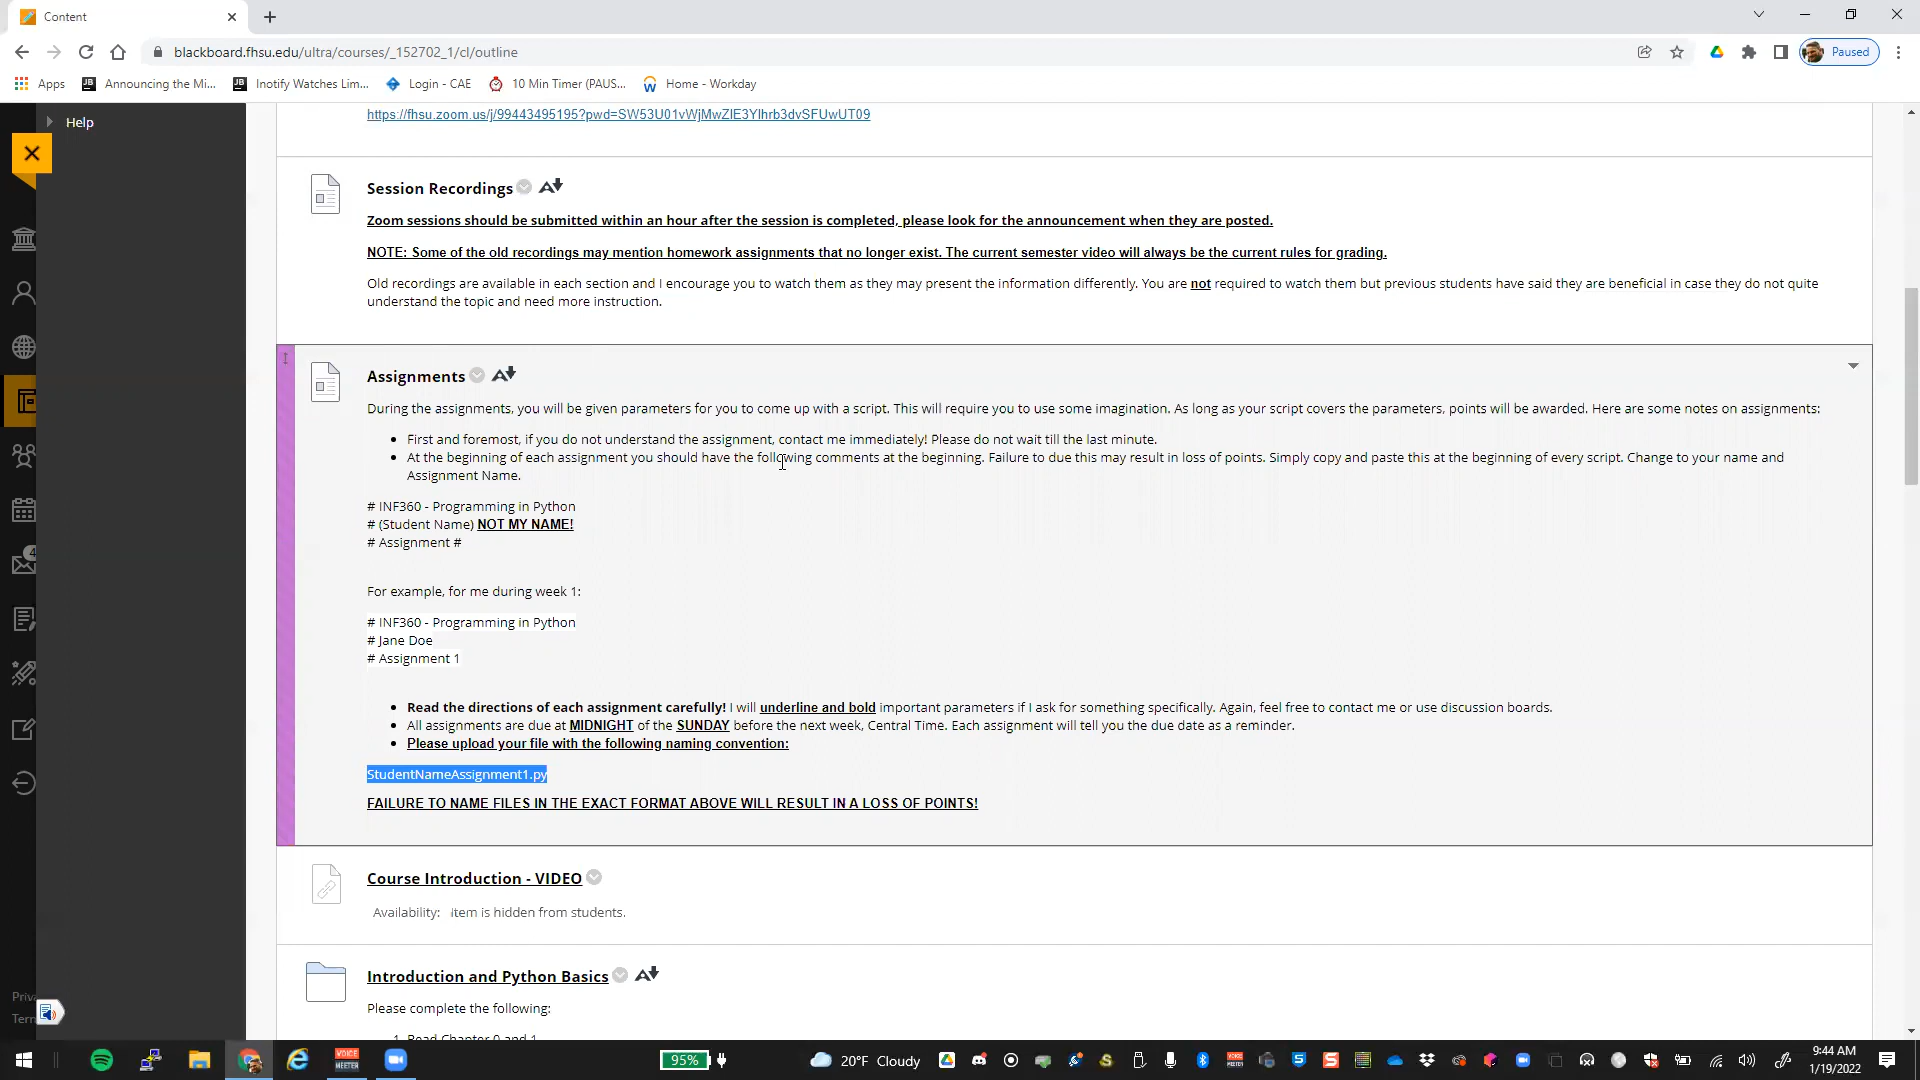 Content
blackboard.fhsu.edu/ultra/courses/_152702_1/cl/outline
Paused
Apps
Announcing the Mi...
Inotify Watches Lim...
Login - CAE
10 Min Timer (PAUS...
Home - Workday
Help
https://fhsu.zoom.us/j/99443495195?pwd=SW53U01vWjMwZlE3Ylhrb3dvSFUwUT09
Session Recordings
Zoom sessions should be submitted within an hour after the session is completed, please look for the announcement when they are posted.
NOTE: Some of the old recordings may mention homework assignments that no longer exist. The current semester video will always be the current rules for grading.
Old recordings are available in each section and I encourage you to watch them as they may present the information differently. You are not required to watch them but previous students have said they are beneficial in case they do not quite
understand the topic and need more instruction.
Assignments
During the assignments, you will be given parameters for you to come up with a script. This will require you to use some imagination. As long as your script covers the parameters, points will be awarded. Here are some notes on assignments:
• First and foremost, if you do not understand the assignment, contact me immediately! Please do not wait till the last minute.
• At the beginning of each assignment you should have the following comments at the beginning. Failure to due this may result in loss of points. Simply copy and paste this at the beginning of every script. Change to your name and
Assignment Name.
# INF360 - Programming in Python
# (Student Name) NOT MY NAME!
# Assignment #
For example, for me during week 1:
# INF360 - Programming in Python
# Jane Doe
# Assignment 1
• Read the directions of each assignment carefully! I will underline and bold important parameters if I ask for something specifically. Again, feel free to contact me or use discussion boards.
• All assignments are due at MIDNIGHT of the SUNDAY before the next week, Central Time. Each assignment will tell you the due date as a reminder.
• Please upload your file with the following naming convention:
StudentNameAssignment1.py
FAILURE TO NAME FILES IN THE EXACT FORMAT ABOVE WILL RESULT IN A LOSS OF POINTS!
Course Introduction - VIDEO
Availability: Item is hidden from students.
Introduction and Python Basics
Please complete the following:
1. Read Chapter 0 and 1
4
Priva
Term
VOICE MEETER
95%
20°F Cloudy
9:44 AM
1/19/2022